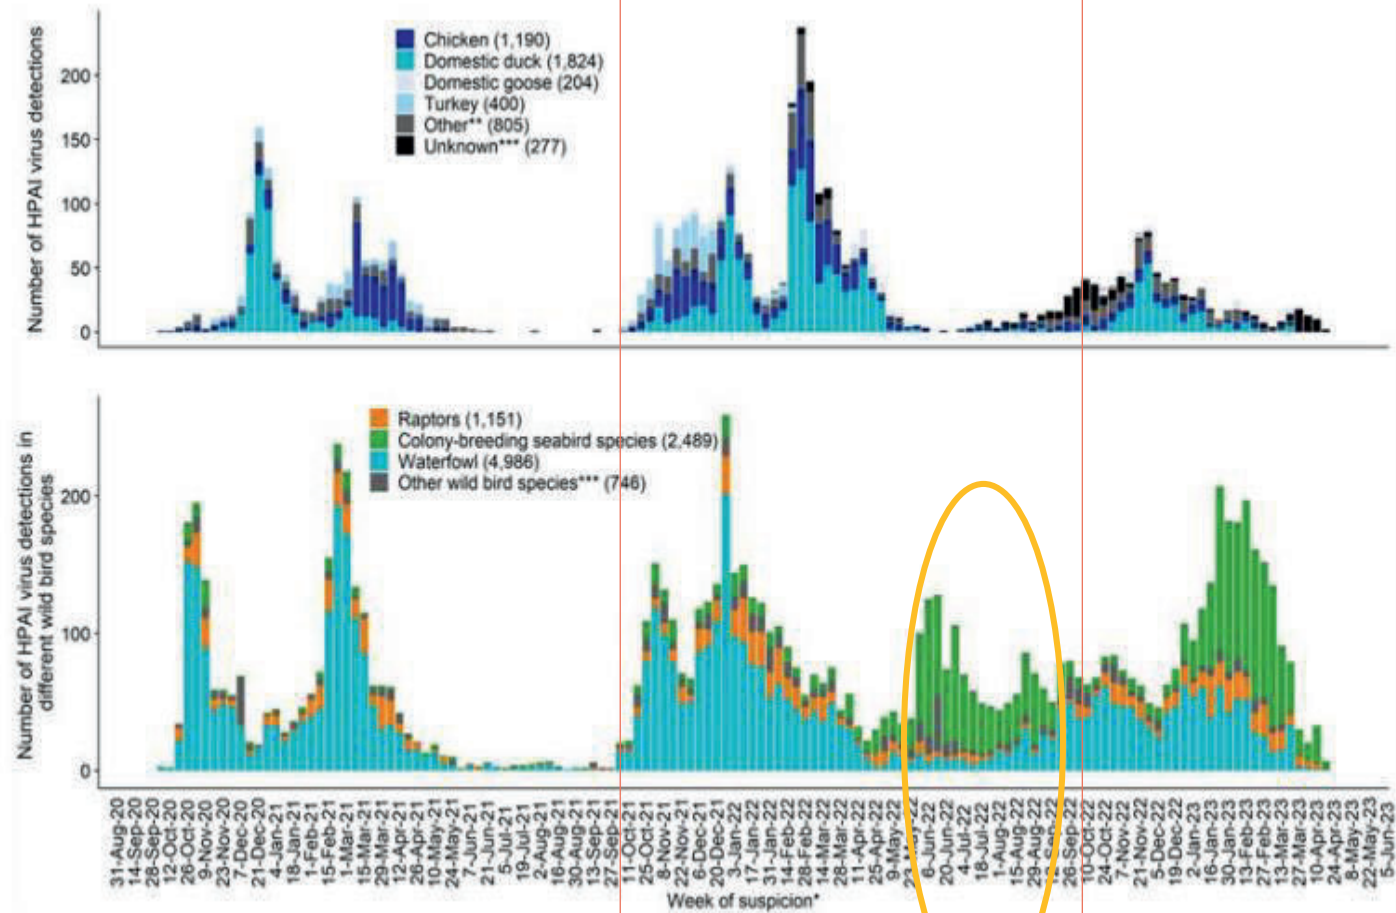 Number of HPAI virus detections
200
150
100
50
0
Chicken (1,190)
Domestic duck (1,824)
Domestic goose (204)
Turkey (400)
Other** (805)
Unknown*** (277)
Number of HPAI virus detections in
different wild bird species
200
100
0
Raptors (1,151)
Colony-breeding seabird species (2,489)
Waterfowl (4,986)
Other wild bird species*** (746)
31-Aug-20
14-Sep-20
28-Sep-20
12-Oct-20
26-Oct-20
9-Nov-20
23-Nov-20
7-Dec-20
21-Dec-20
4-Jan-21
18-Jan-21
1-Feb-21
15-Feb-21
1-Mar-21
15-Mar-21
29-Mar-21
12-Apr-21
26-Apr-21
10-May-21
24-May-21
7-Jun-21
21-Jun-21
5-Jul-21
19-Jul-21
2-Aug-21
16-Aug-21
30-Aug-21
13-Sep-21
27-Sep-21
11-Oct-21
25-Oct-21
8-Nov-21
22-Nov-21
6-Dec-21
20-Dec-21
3-Jan-22
17-Jan-22
31-Jan-22
14-Feb-22
28-Feb-22
14-Mar-22
28-Mar-22
11-Apr-22
25-Apr-22
9-May-22
23-May-22
6-Jun-22
20-Jun-22
4-Jul-22
18-Jul-22
1-Aug-22
15-Aug-22
29-Aug-22
12-Sep-22
26-Sep-22
10-Oct-22
24-Oct-22
7-Nov-22
21-Nov-22
5-Dec-22
19-Dec-22
2-Jan-23
16-Jan-23
30-Jan-23
13-Feb-23
27-Feb-23
13-Mar-23
27-Mar-23
10-Apr-23
24-Apr-23
8-May-23
22-May-23
5-Jun-23
Week of suspicion*